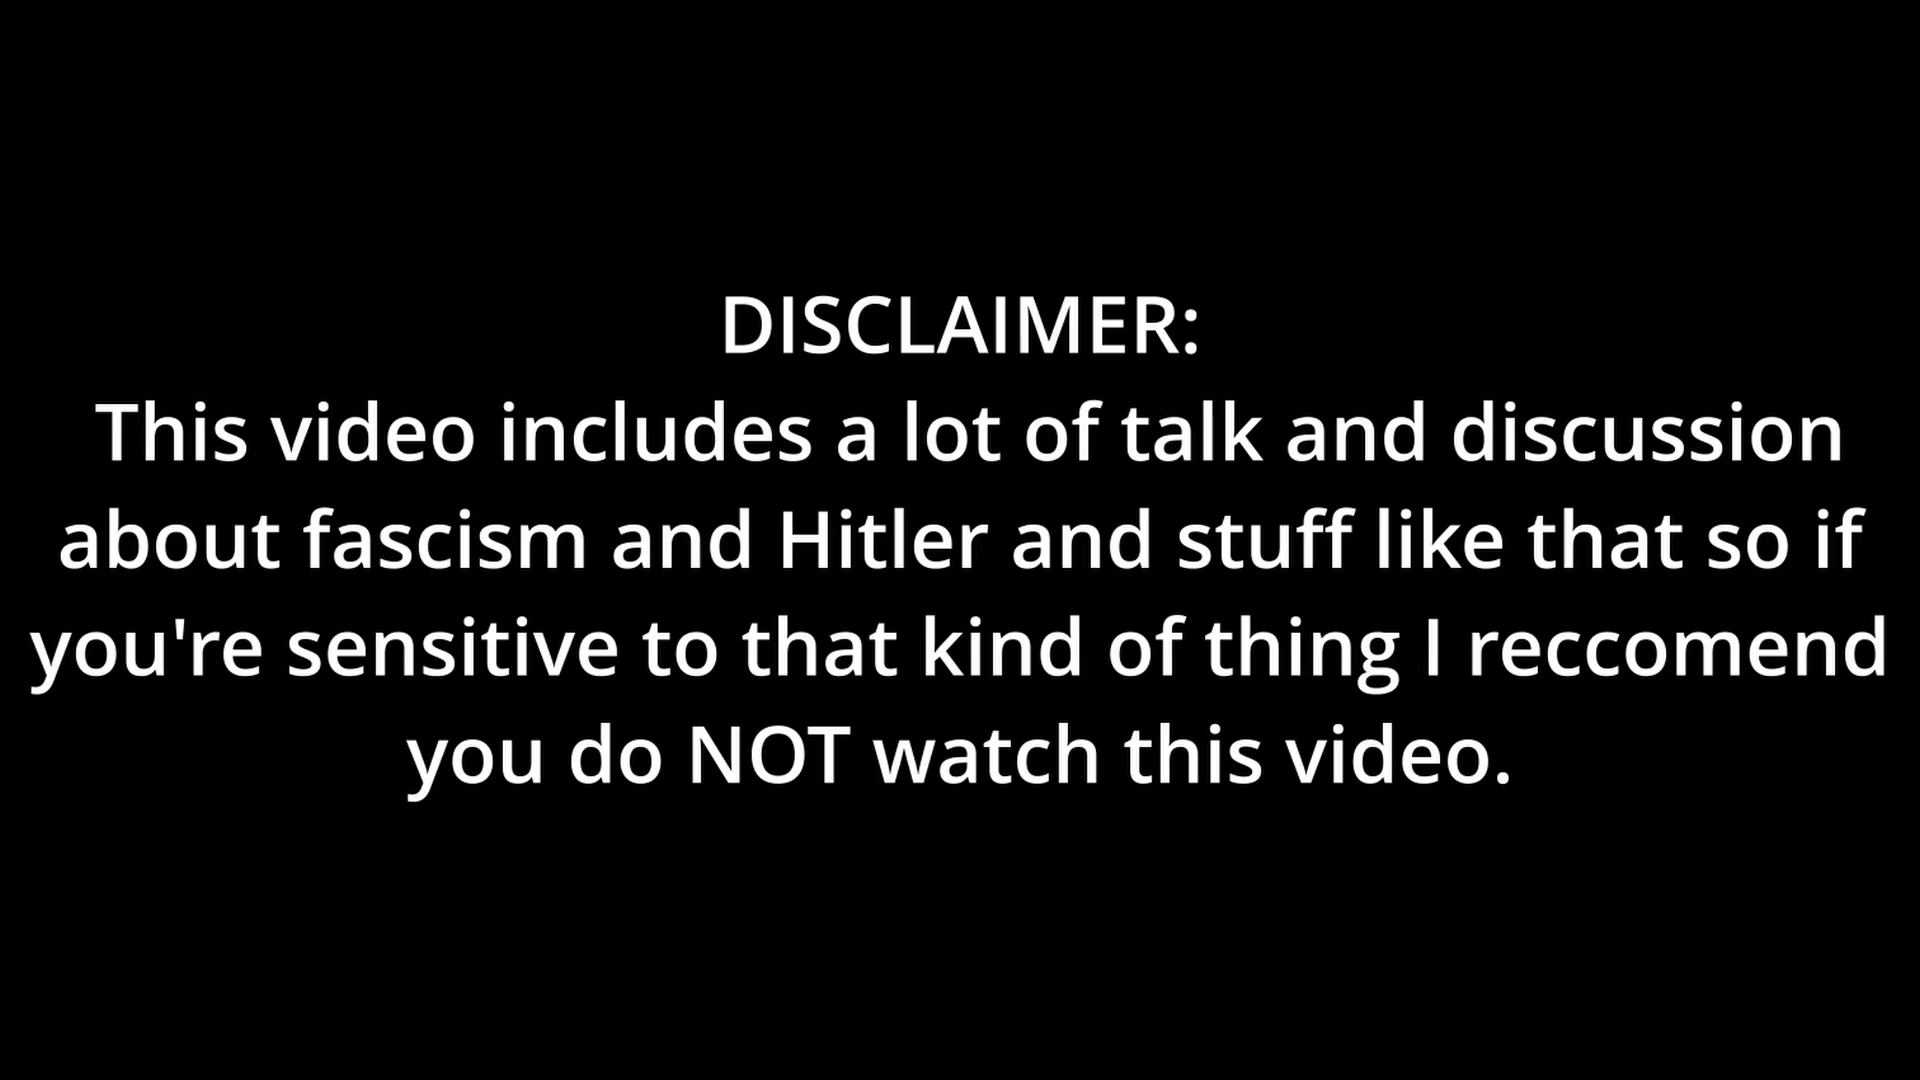 DISCLAIMER:
This video includes a lot of talk and discussion
about fascism and Hitler and stuff like that so if
you're sensitive to that kind of thing I reccomend
you do NOT watch this video.